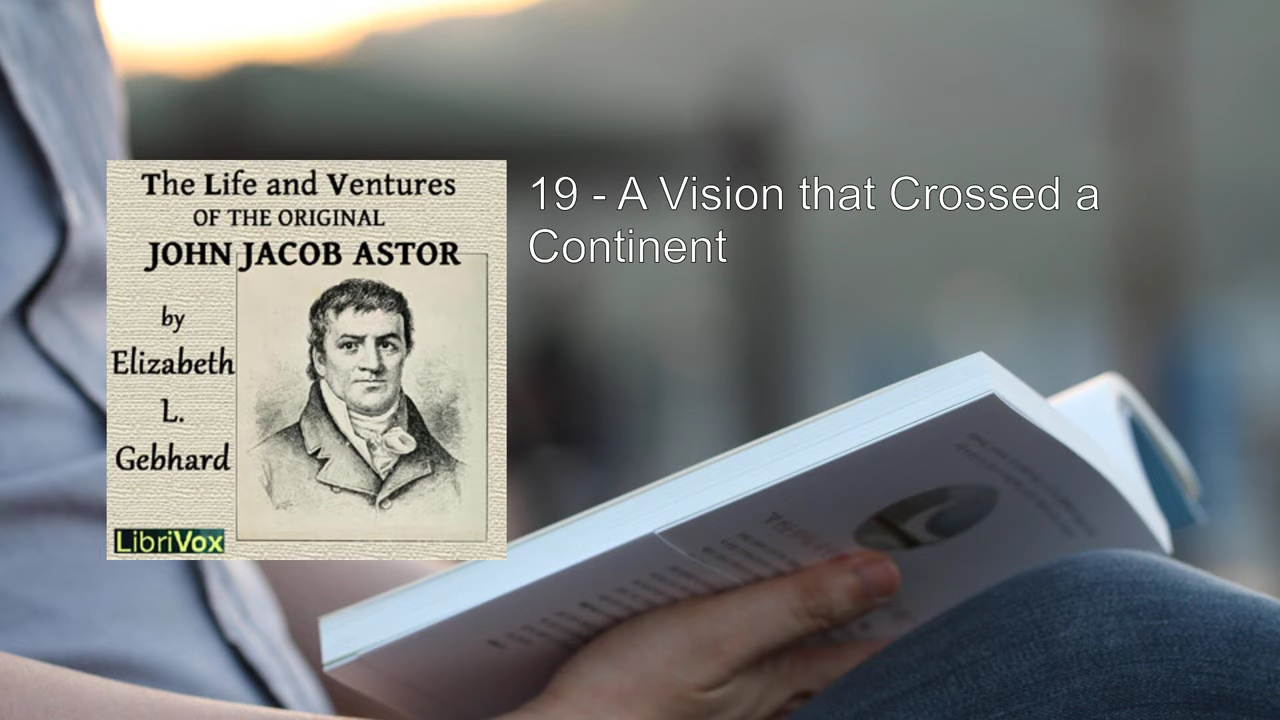 The Life and Ventures
OF THE ORIGINAL
JOHN JACOB ASTOR
by
Elizabeth
L.
Gebhard
LibriVox
19 - A Vision that Crossed a
Continent